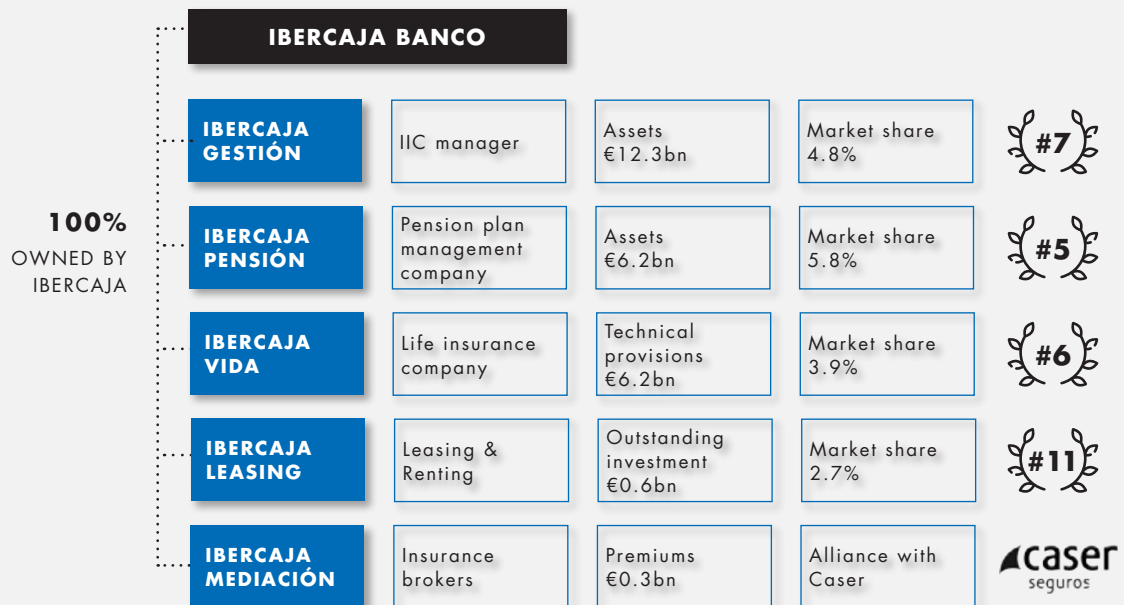 IBERCAJA BANCO
100%
OWNED BY
IBERCAJA
IBERCAJA
GESTIÓN
IIC manager
Assets
€12.3bn
Market share
4.8%
#7
IBERCAJA
PENSIÓN
Pension plan
management
company
Assets
€6.2bn
Market share
5.8%
#5
IBERCAJA
VIDA
Life insurance
company
Technical
provisions
€6.2bn
Market share
3.9%
#6
IBERCAJA
LEASING
Leasing &
Renting
Outstanding
investment
€0.6bn
Market share
2.7%
#11
IBERCAJA
MEDIACIÓN
Insurance
brokers
Premiums
€0.3bn
Alliance with
Caser
caser
seguros